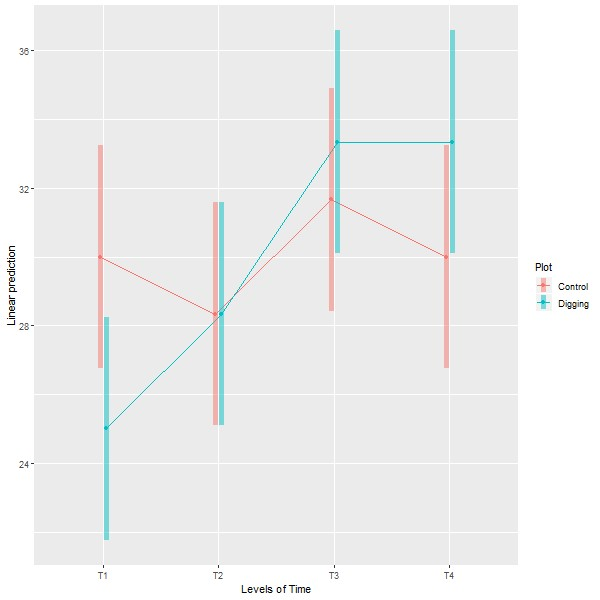 36
32
28
24
Linear prediction
T1 T2 T3 T4
Levels of Time
Plot
Control
Digging